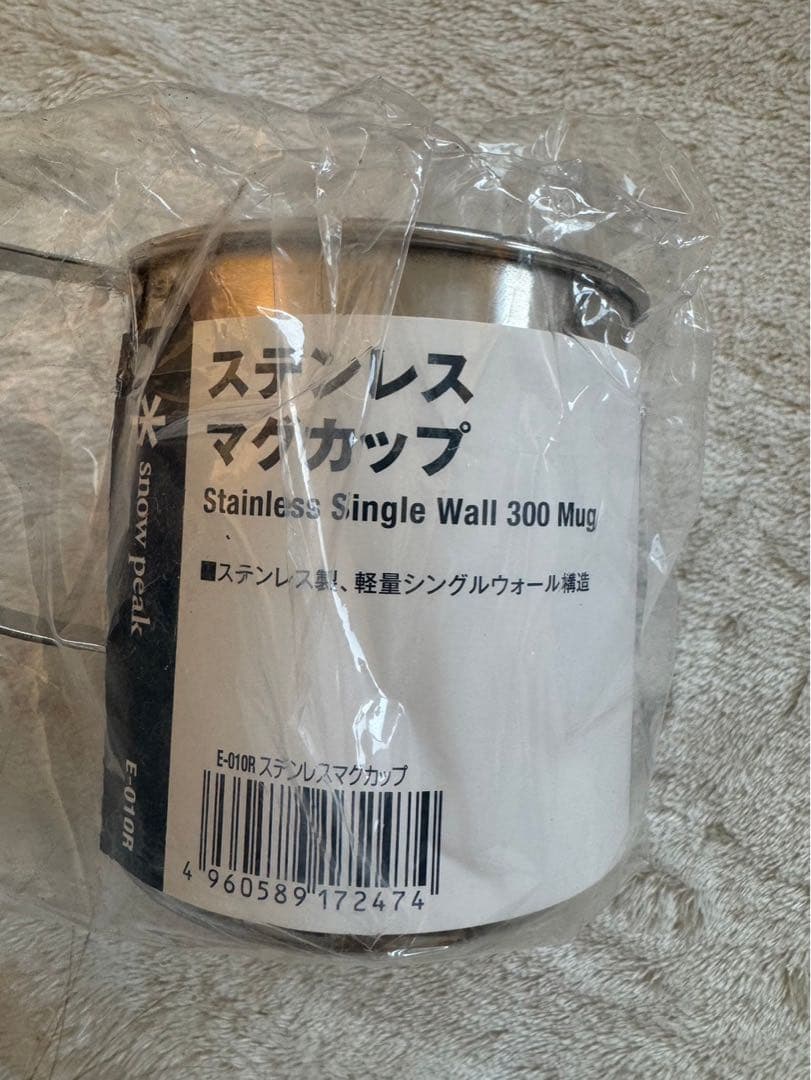 ステンレス
マグカップ
Stainless Single Wall 300 Mug
■ステンレス製、軽量シングルウォール構造
snow peak
E-010R
E-010R ステンレスマグカップ
4 960589 172474